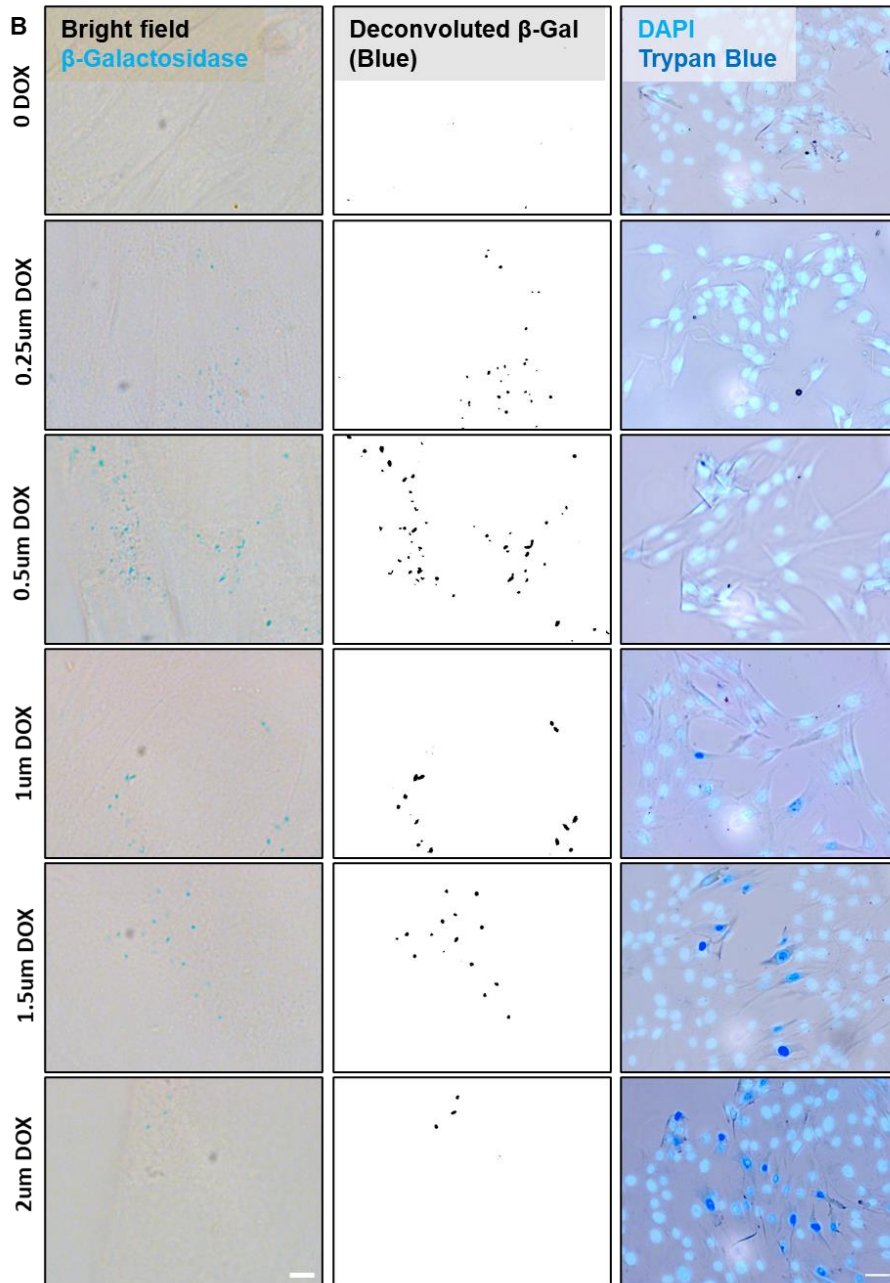 B
Bright field
β-Galactosidase
Deconvoluted β-Gal
(Blue)
DAPI
Trypan Blue
0 DOX
0.25um DOX
0.5um DOX
1um DOX
1.5um DOX
2um DOX